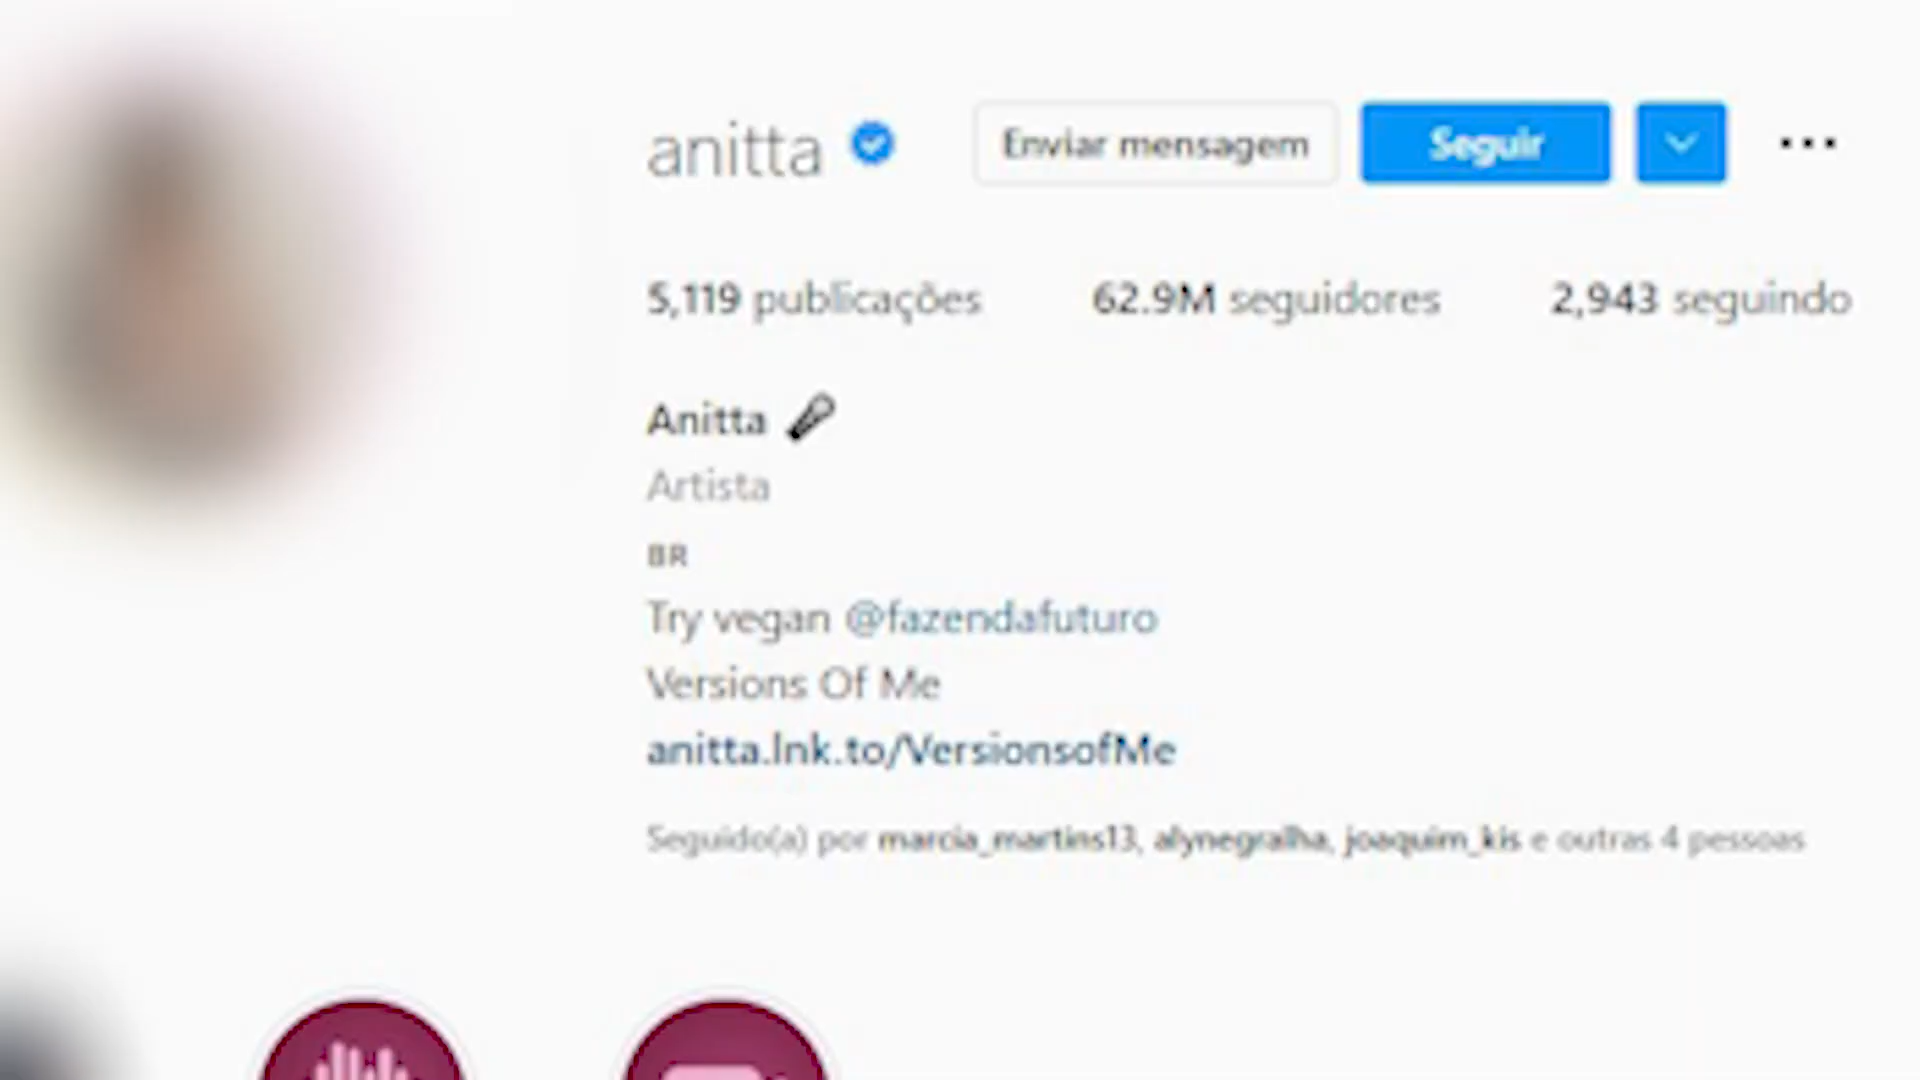 anitta Enviar mensagem Seguir ...
5,119 publicações 62.9M seguidores 2,943 seguindo
Anitta
Artista
BR
Try vegan @fazendafuturo
Versions Of Me
anitta.lnk.to/VersionsofMe
Seguido(a) por marcia_martins13, alynegralha, joaquim_kis e outras 4 pessoas